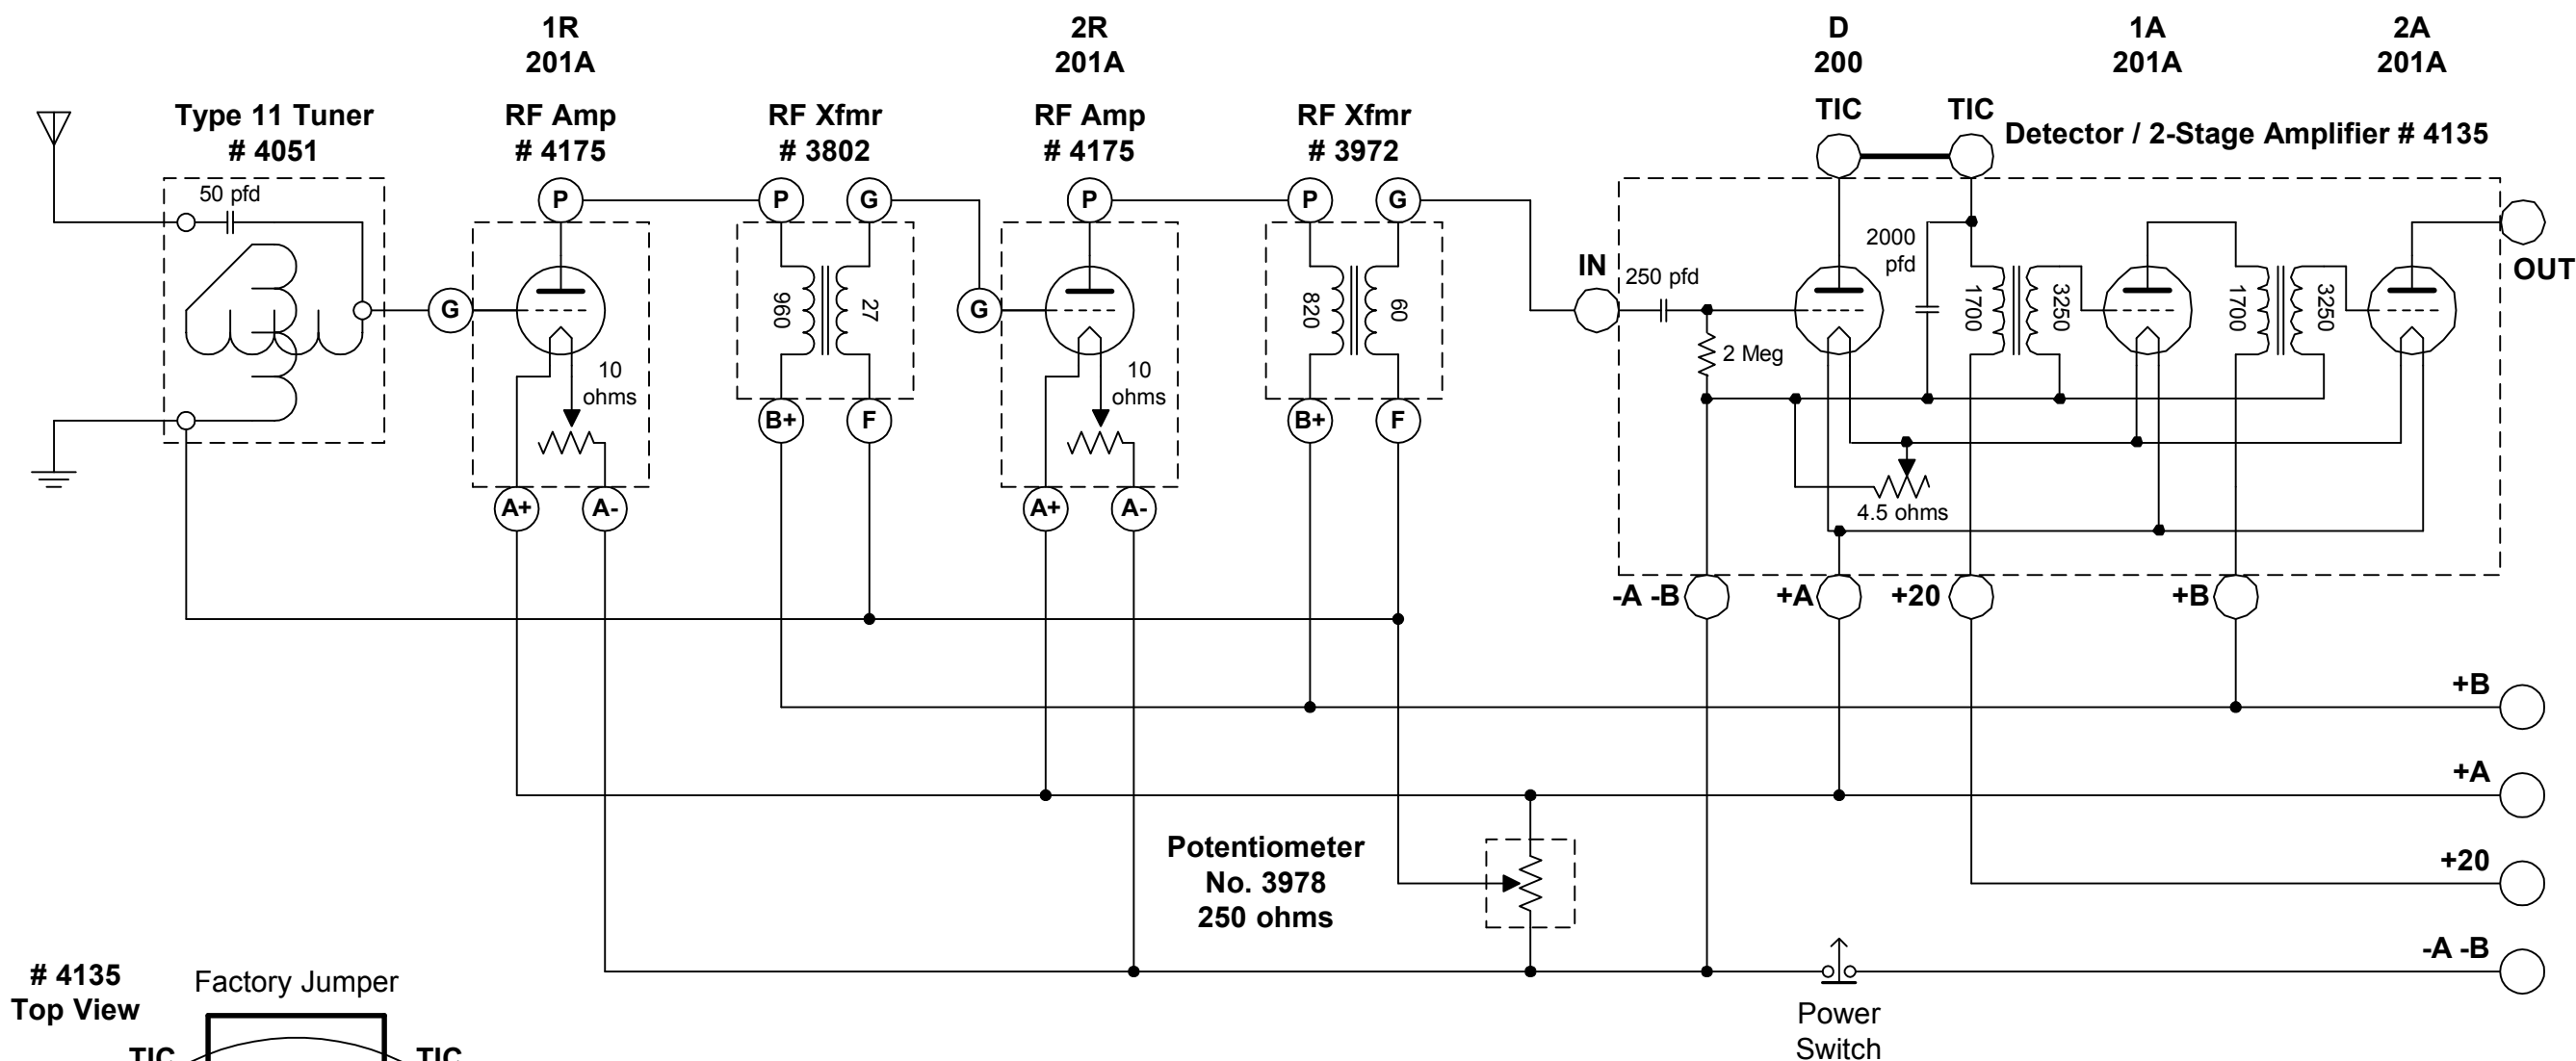 1R
201A
2R
201A
D
200
1A
201A
2A
201A
Type 11 Tuner
# 4051
RF Amp
# 4175
RF Xfmr
# 3802
RF Amp
# 4175
RF Xfmr
# 3972
TIC
TIC
Detector / 2-Stage Amplifier # 4135
50 pfd
P
P
G
P
P
G
G
G
960
27
820
60
10
ohms
10
ohms
B+
F
B+
F
A+
A-
A+
A-
IN
250 pfd
2 Meg
2000
pfd
1700
3250
1700
3250
OUT
4.5 ohms
-A -B
+A
+20
+B
+B
+A
+20
-A -B
Potentiometer
No. 3978
250 ohms
Power
Switch
# 4135
Top View
Factory Jumper
TIC
TIC